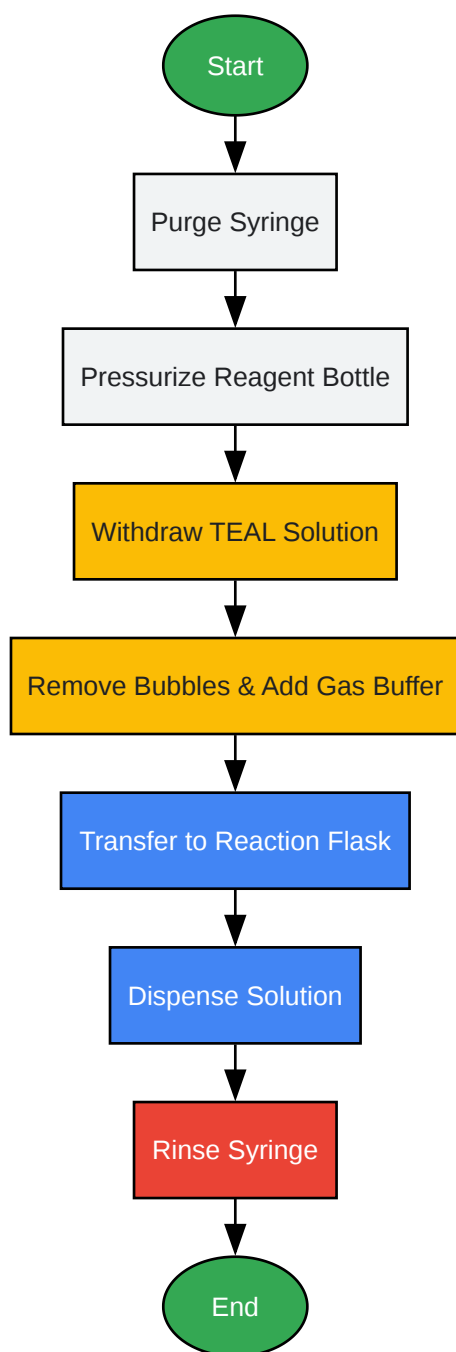 Start
Purge Syringe
Pressurize Reagent Bottle
Withdraw TEAL Solution
Remove Bubbles & Add Gas Buffer
Transfer to Reaction Flask
Dispense Solution
Rinse Syringe
End